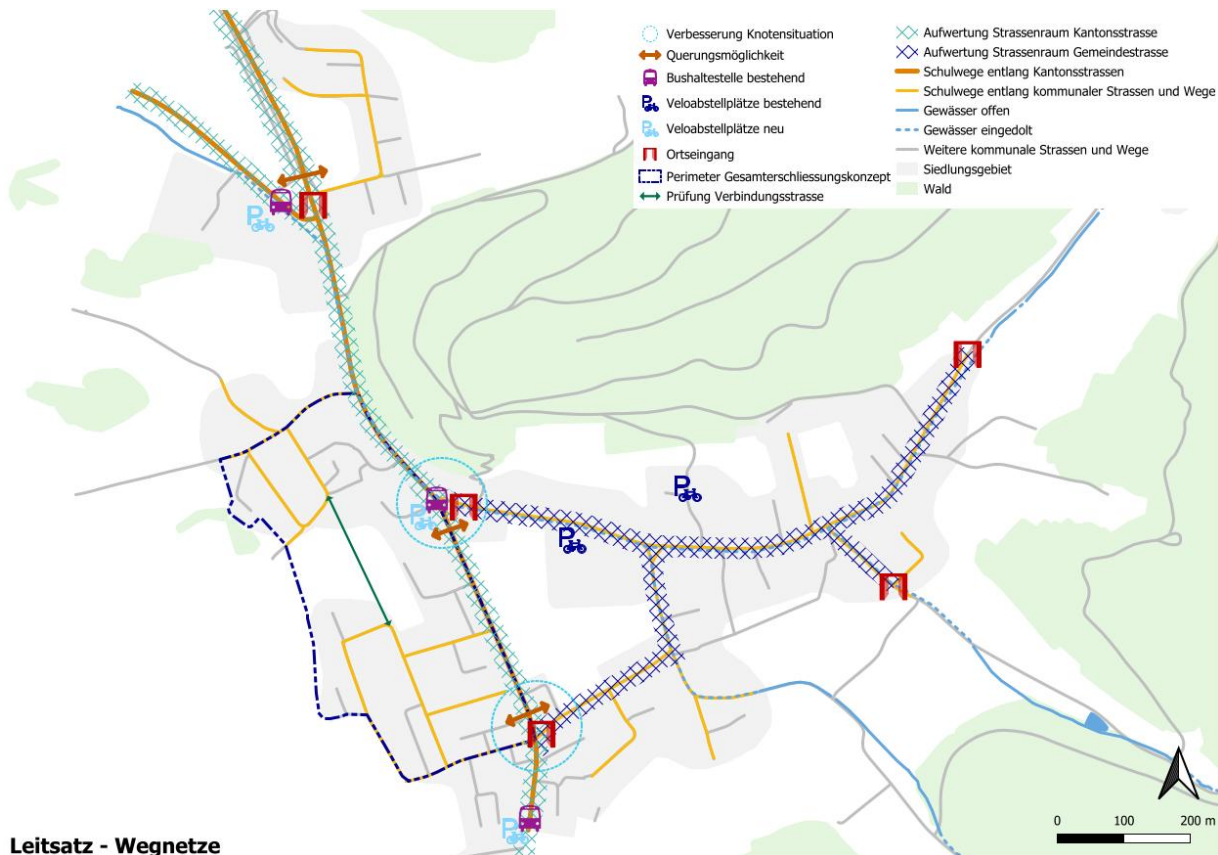 Verbesserung Knotensituation
Querungsmöglichkeit
Bushaltestelle bestehend
Veloabstellplätze bestehend
Veloabstellplätze neu
Ortseingang
Perimeter Gesamterschliessungskonzept
Prüfung Verbindungsstrasse
Aufwertung Strassenraum Kantonsstrasse
Aufwertung Strassenraum Gemeindestrasse
Schulwege entlang Kantonsstrassen
Schulwege entlang kommunaler Strassen und Wege
Gewässer offen
Gewässer eingedolt
Weitere kommunale Strassen und Wege
Siedlungsgebiet
Wald
P
P
P
P
P
P
P
0 100 200 m
Leitsatz - Wegnetze